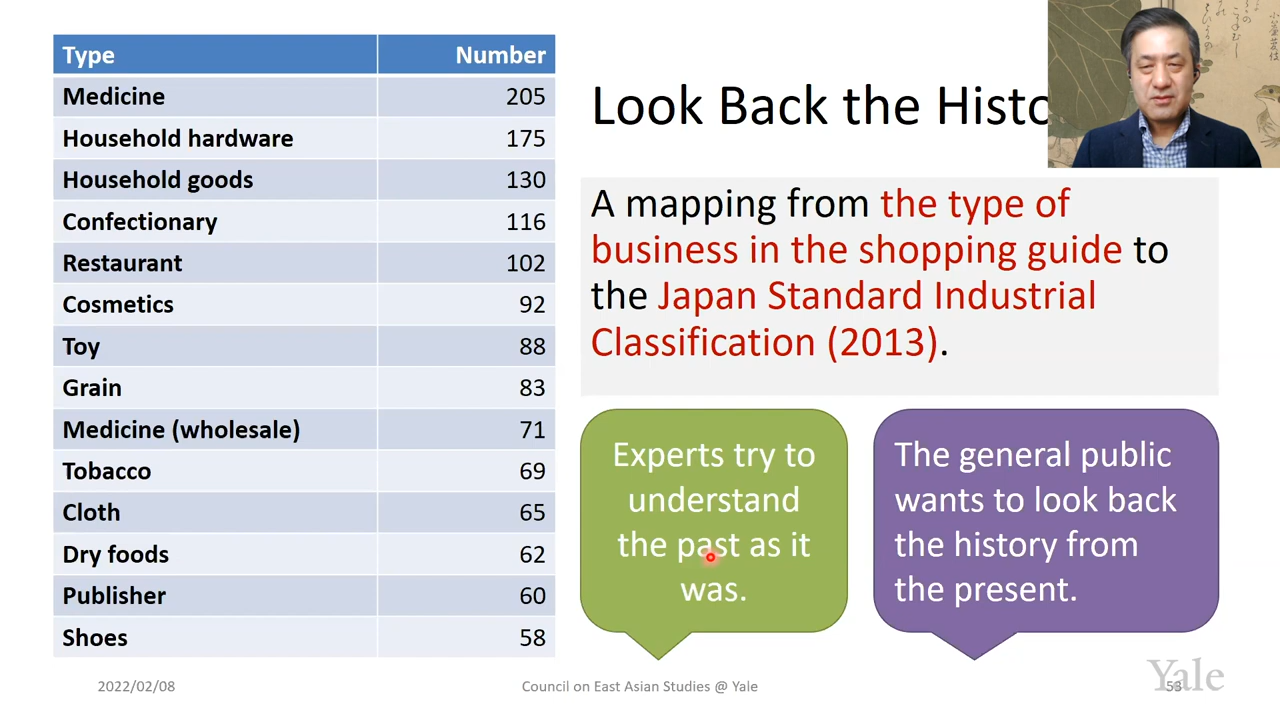 Type Number
Medicine 205
Household hardware 175
Household goods 130
Confectionary 116
Restaurant 102
Cosmetics 92
Toy 88
Grain 83
Medicine (wholesale) 71
Tobacco 69
Cloth 65
Dry foods 62
Publisher 60
Shoes 58
Look Back the Histo
A mapping from the type of
business in the shopping guide to
the Japan Standard Industrial
Classification (2013).
Experts try to
understand
the past as it
was.
The general public
wants to look back
the history from
the present.
2022/02/08
Council on East Asian Studies @ Yale
53
Yale